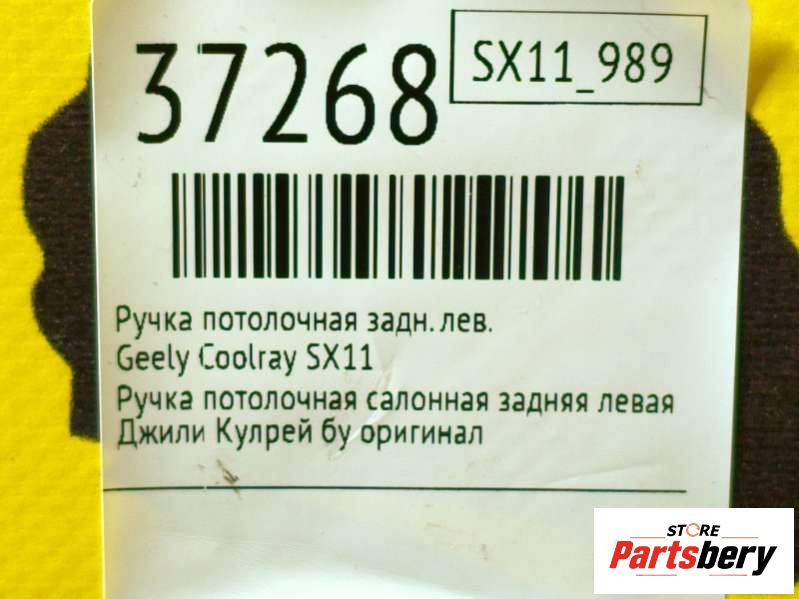 37268
SX11_989
Ручка потолочная задн. лев.
Geely Coolray SX11
Ручка потолочная салонная задняя левая
Джили Кулрей бу оригинал
STORE
Partsbery